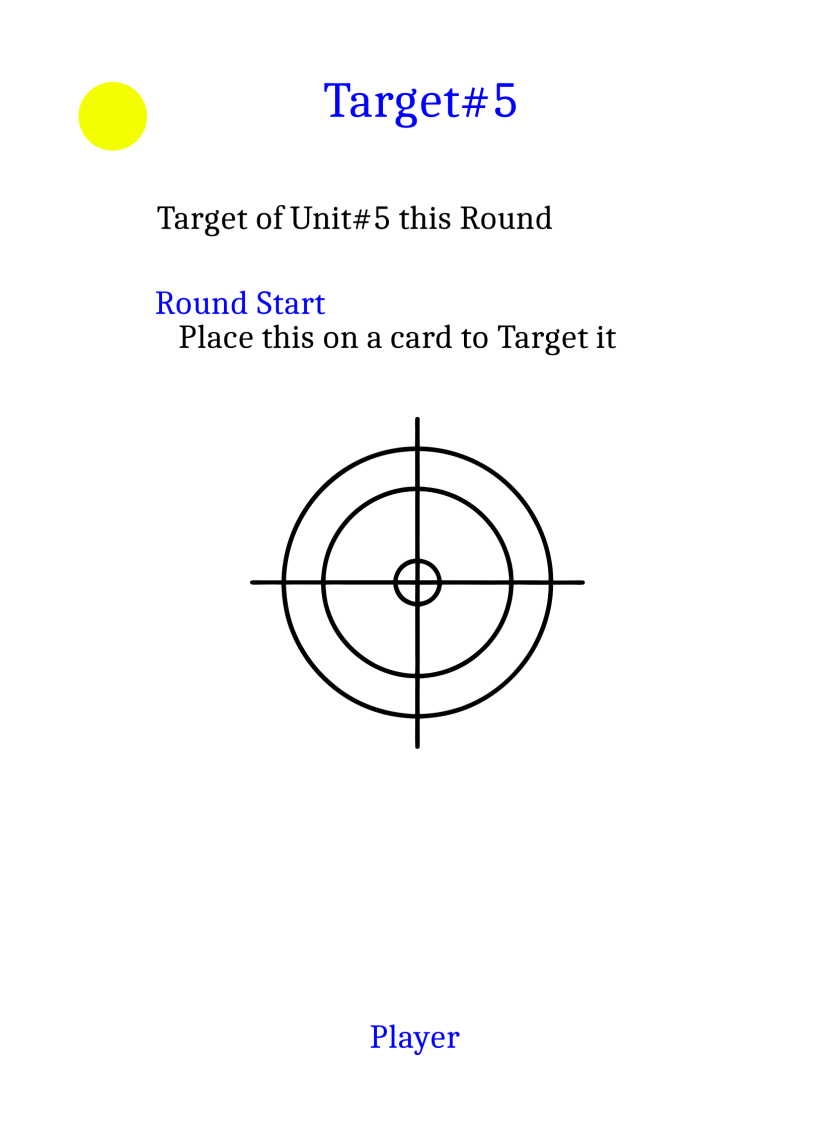 Target#5
Target of Unit#5 this Round
Round Start
Place this on a card to Target it
Player